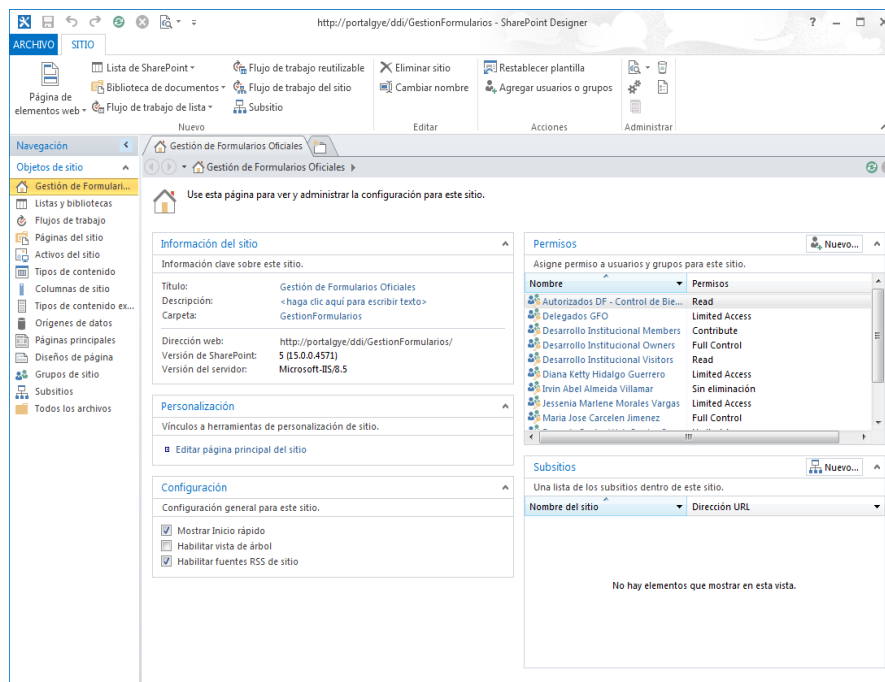 http://portalgye/ddi/GestionFormularios - SharePoint Designer
ARCHIVO SITIO
Página de elementos web
Lista de SharePoint
Biblioteca de documentos
Flujo de trabajo de lista
Flujo de trabajo reutilizable
Flujo de trabajo del sitio
Subsitio
Nuevo
Eliminar sitio
Cambiar nombre
Editar
Restablecer plantilla
Agregar usuarios o grupos
Acciones
Administrar
Navegación
Objetos de sitio
Gestión de Formulari...
Listas y bibliotecas
Flujos de trabajo
Páginas del sitio
Activos del sitio
Tipos de contenido
Columnas de sitio
Tipos de contenido ex...
Orígenes de datos
Páginas principales
Diseños de página
Grupos de sitio
Subsitios
Todos los archivos
Gestión de Formularios Oficiales
Gestión de Formularios Oficiales
Use esta página para ver y administrar la configuración para este sitio.
Información del sitio
Información clave sobre este sitio.
Título: Gestión de Formularios Oficiales
Descripción: <haga clic aquí para escribir texto>
Carpeta: GestionFormularios
Dirección web: http://portalgye/ddi/GestionFormularios/
Versión de SharePoint: 5 (15.0.0.4571)
Versión del servidor: Microsoft-IIS/8.5
Personalización
Vínculos a herramientas de personalización de sitio.
Editar página principal del sitio
Configuración
Configuración general para este sitio.
Mostrar Inicio rápido
Habilitar vista de árbol
Habilitar fuentes RSS de sitio
Permisos Nuevo...
Asigne permiso a usuarios y grupos para este sitio.
Nombre Permisos
Autorizados DF - Control de Bie... Read
Delegados GFO Limited Access
Desarrollo Institucional Members Contribute
Desarrollo Institucional Owners Full Control
Desarrollo Institucional Visitors Read
Diana Ketty Hidalgo Guerrero Limited Access
Irvin Abel Almeida Villamar Sin eliminación
Jessenia Marlene Morales Vargas Limited Access
Maria Jose Carcelen Jimenez Full Control
Subsitios Nuevo...
Una lista de los subsitios dentro de este sitio.
Nombre del sitio Dirección URL
No hay elementos que mostrar en esta vista.